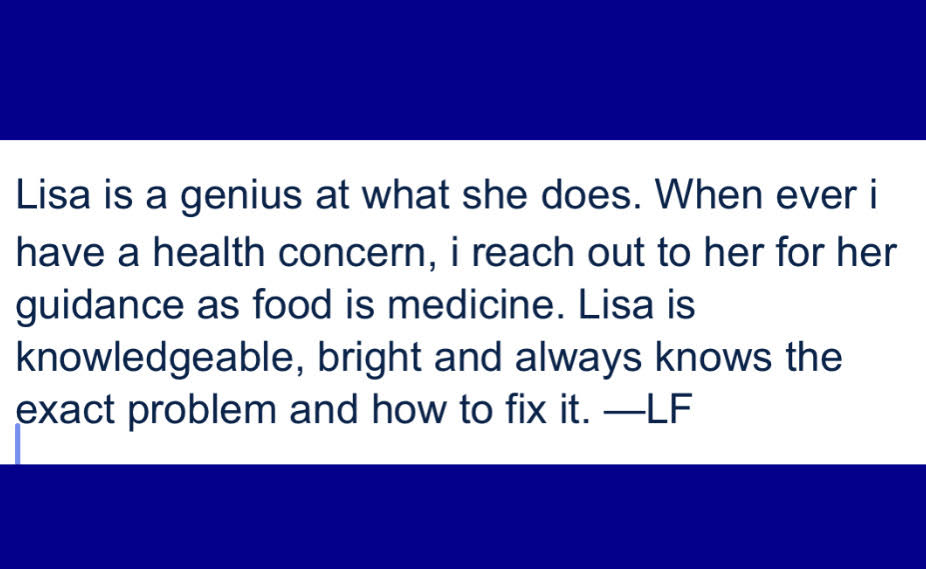 Lisa is a genius at what she does. When ever i
have a health concern, i reach out to her for her
guidance as food is medicine. Lisa is
knowledgeable, bright and always knows the
exact problem and how to fix it. —LF